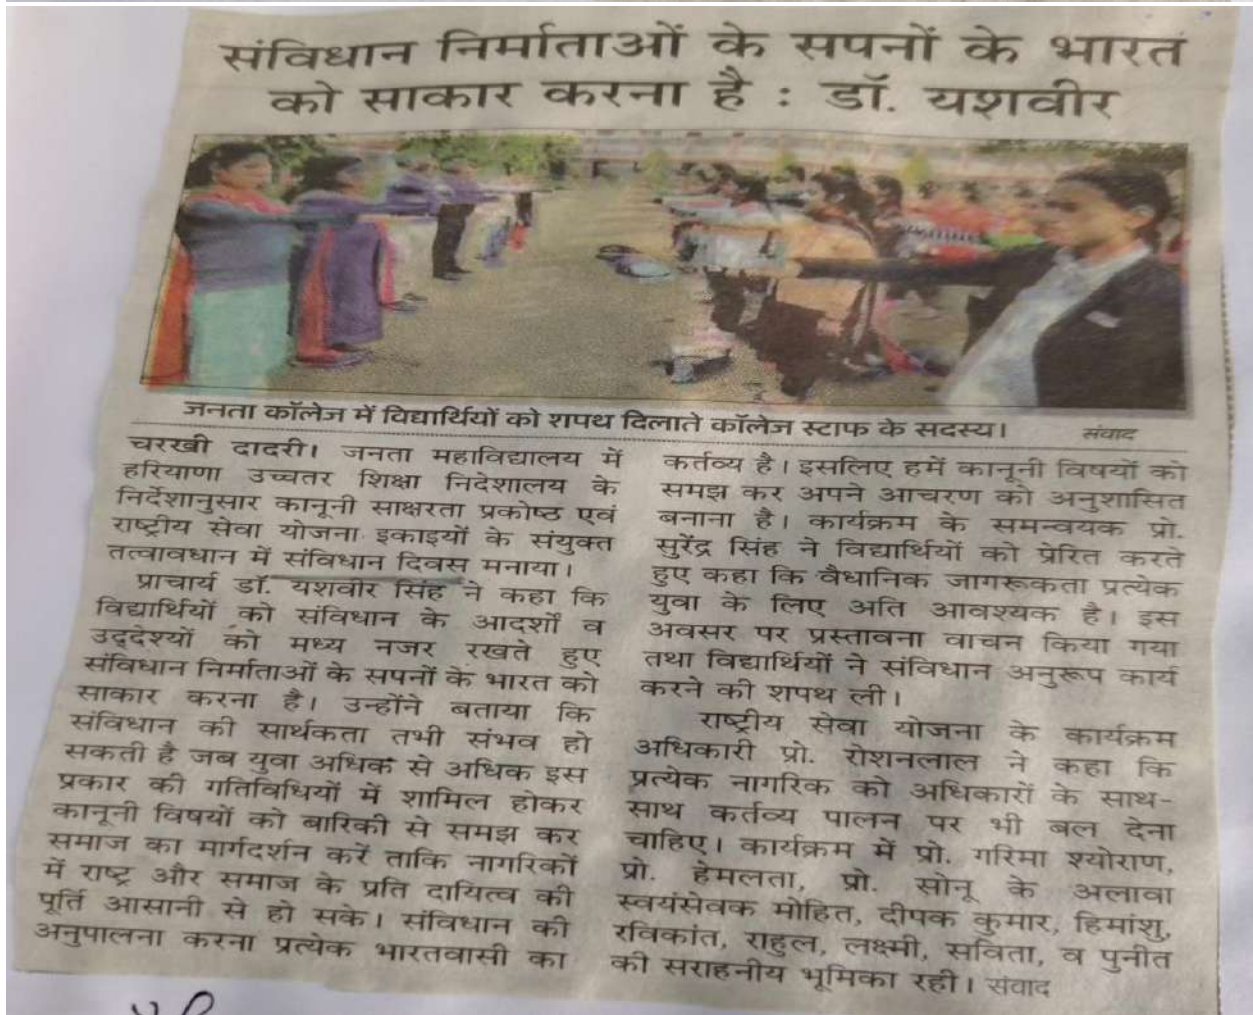 संविधान निर्माताओं के सपनों के भारत
को साकार करना है : डॉ. यशवीर
जनता कॉलेज में विद्यार्थियों को शपथ दिलाते कॉलेज स्टाफ के सदस्य।
संवाद
चरखी दादरी। जनता महाविद्यालय में
हरियाणा उच्चतर शिक्षा निदेशालय के
निर्देशानुसार कानूनी साक्षरता प्रकोष्ठ एवं
राष्ट्रीय सेवा योजना इकाइयों के संयुक्त
तत्वावधान में संविधान दिवस मनाया।
प्राचार्य डॉ. यशवीर सिंह ने कहा कि
विद्यार्थियों को संविधान के आदर्शों व
उद्देश्यों को मध्य नजर रखते हुए
संविधान निर्माताओं के सपनों के भारत को
साकार करना है। उन्होंने बताया कि
संविधान की सार्थकता तभी संभव हो
सकती है जब युवा अधिक से अधिक इस
प्रकार की गतिविधियों में शामिल होकर
कानूनी विषयों को बारिकी से समझ कर
समाज का मार्गदर्शन करें ताकि नागरिकों
में राष्ट्र और समाज के प्रति दायित्व की
पूर्ति आसानी से हो सके। संविधान की
अनुपालना करना प्रत्येक भारतवासी का
कर्तव्य है। इसलिए हमें कानूनी विषयों को
समझ कर अपने आचरण को अनुशासित
बनाना है। कार्यक्रम के समन्वयक प्रो.
सुरेंद्र सिंह ने विद्यार्थियों को प्रेरित करते
हुए कहा कि वैधानिक जागरूकता प्रत्येक
युवा के लिए अति आवश्यक है। इस
अवसर पर प्रस्तावना वाचन किया गया
तथा विद्यार्थियों ने संविधान अनुरूप कार्य
करने की शपथ ली।
राष्ट्रीय सेवा योजना के कार्यक्रम
अधिकारी प्रो. रोशनलाल ने कहा कि
प्रत्येक नागरिक को अधिकारों के साथ-
साथ कर्तव्य पालन पर भी बल देना
चाहिए। कार्यक्रम में प्रो. गरिमा श्योराण,
प्रो. हेमलता, प्रो. सोनू के अलावा
स्वयंसेवक मोहित, दीपक कुमार, हिमांशु,
रविकांत, राहुल, लक्ष्मी, सविता, व पुनीत
की सराहनीय भूमिका रही। संवाद